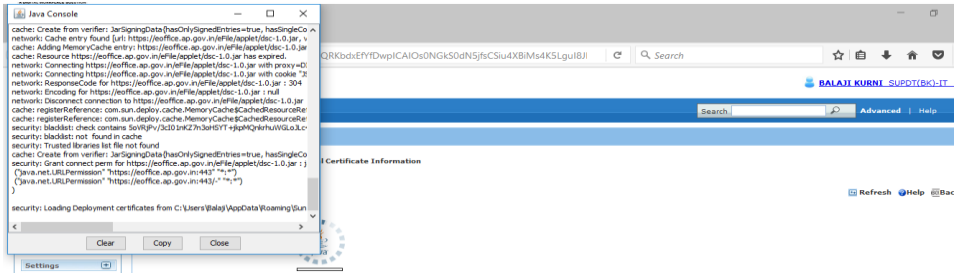 Java Console
cache: Create from verifier: JarSigningData{hasOnlySignedEntries=true, hasSingleCo
network: Cache entry found [url: https://eoffice.ap.gov.in/eFile/applet/dsc-1.0.jar, v
cache: Adding MemoryCache entry: https://eoffice.ap.gov.in/eFile/applet/dsc-1.0.jar
cache: Resource https://eoffice.ap.gov.in/eFile/applet/dsc-1.0.jar has expired.
network: Connecting https://eoffice.ap.gov.in/eFile/applet/dsc-1.0.jar with proxy=DI
network: Connecting https://eoffice.ap.gov.in/eFile/applet/dsc-1.0.jar with cookie "JS
network: ResponseCode for https://eoffice.ap.gov.in/eFile/applet/dsc-1.0.jar : 304
network: Encoding for https://eoffice.ap.gov.in/eFile/applet/dsc-1.0.jar : null
network: Disconnect connection to https://eoffice.ap.gov.in/eFile/applet/dsc-1.0.jar
cache: registerReference: com.sun.deploy.cache.MemoryCache$CachedResourceRef
cache: registerReference: com.sun.deploy.cache.MemoryCache$CachedResourceRef
security: blacklist: check contains
security: blacklist: not found in cache
security: Trusted libraries list file not found
cache: Create from verifier: JarSigningData{hasOnlySignedEntries=true, hasSingleCo
security: Grant connect perm for https://eoffice.ap.gov.in/eFile/applet/dsc-1.0.jar : j
("java.net.URLPermission" "https://eoffice.ap.gov.in:443" "*:*")
("java.net.URLPermission" "https://eoffice.ap.gov.in:443/-" "*:*")
)
security: Loading Deployment certificates from C:\Users\Balaji\AppData\Roaming\Sun
Clear Copy Close
Search
BALAJI KURNI SUPDT(BK)-IT
Search Advanced | Help
l Certificate Information
Refresh Help Bac
Settings